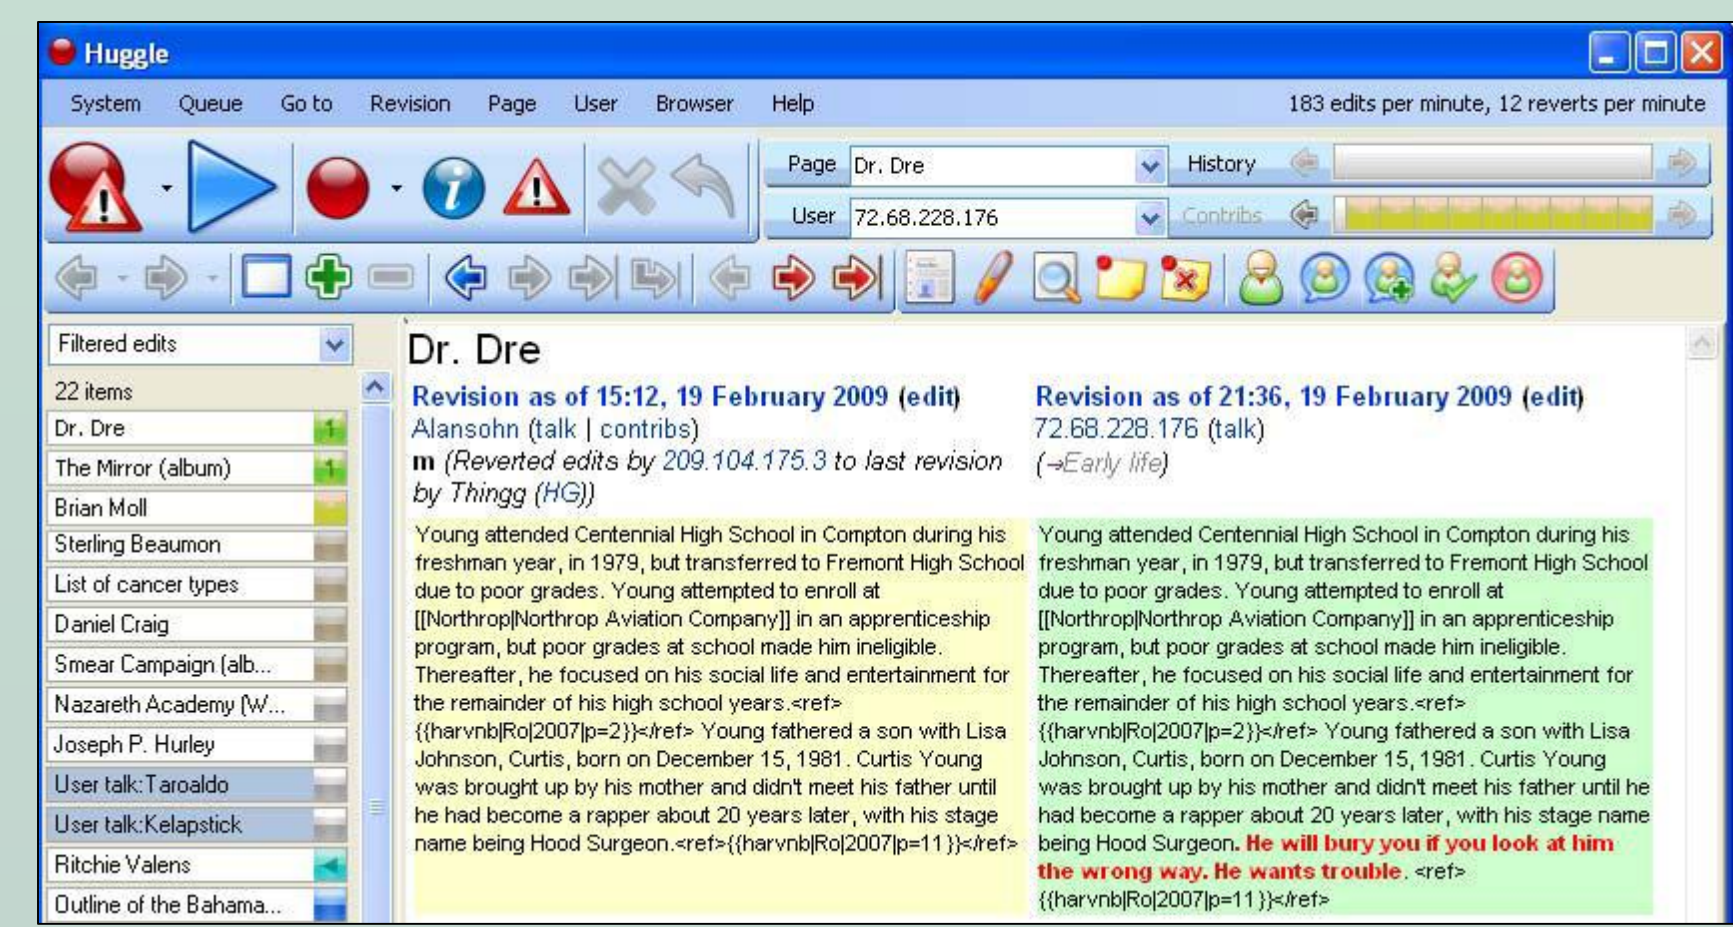 Huggle
System Queue Go to Revision Page User Browser Help 183 edits per minute, 12 reverts per minute
Page Dr. Dre History
User 72.68.228.176 Contribs
Filtered edits
22 items
Dr. Dre 1
The Mirror (album) 1
Brian Moll
Sterling Beaumon
List of cancer types
Daniel Craig
Smear Campaign (alb...
Nazareth Academy (W...
Joseph P. Hurley
User talk:Taroaldo
User talk:Kelapstick
Ritchie Valens
Outline of the Bahama...
Dr. Dre
Revision as of 15:12, 19 February 2009 (edit)
Alansohn (talk | contribs)
m (Reverted edits by 209.104.175.3 to last revision
by Thingg (HG))
Young attended Centennial High School in Compton during his
freshman year, in 1979, but transferred to Fremont High School
due to poor grades. Young attempted to enroll at
[[Northrop|Northrop Aviation Company]] in an apprenticeship
program, but poor grades at school made him ineligible.
Thereafter, he focused on his social life and entertainment for
the remainder of his high school years.<ref>
{{harvnb|Ro|2007|p=2}}</ref> Young fathered a son with Lisa
Johnson, Curtis, born on December 15, 1981. Curtis Young
was brought up by his mother and didn't meet his father until
he had become a rapper about 20 years later, with his stage
name being Hood Surgeon.<ref>{{harvnb|Ro|2007|p=11}}</ref>
Revision as of 21:36, 19 February 2009 (edit)
72.68.228.176 (talk)
(→Early life)
Young attended Centennial High School in Compton during his
freshman year, in 1979, but transferred to Fremont High School
due to poor grades. Young attempted to enroll at
[[Northrop|Northrop Aviation Company]] in an apprenticeship
program, but poor grades at school made him ineligible.
Thereafter, he focused on his social life and entertainment for
the remainder of his high school years.<ref>
{{harvnb|Ro|2007|p=2}}</ref> Young fathered a son with Lisa
Johnson, Curtis, born on December 15, 1981. Curtis Young
was brought up by his mother and didn't meet his father until he
had become a rapper about 20 years later, with his stage name
being Hood Surgeon. He will bury you if you look at him
the wrong way. He wants trouble. <ref>
{{harvnb|Ro|2007|p=11}}</ref>